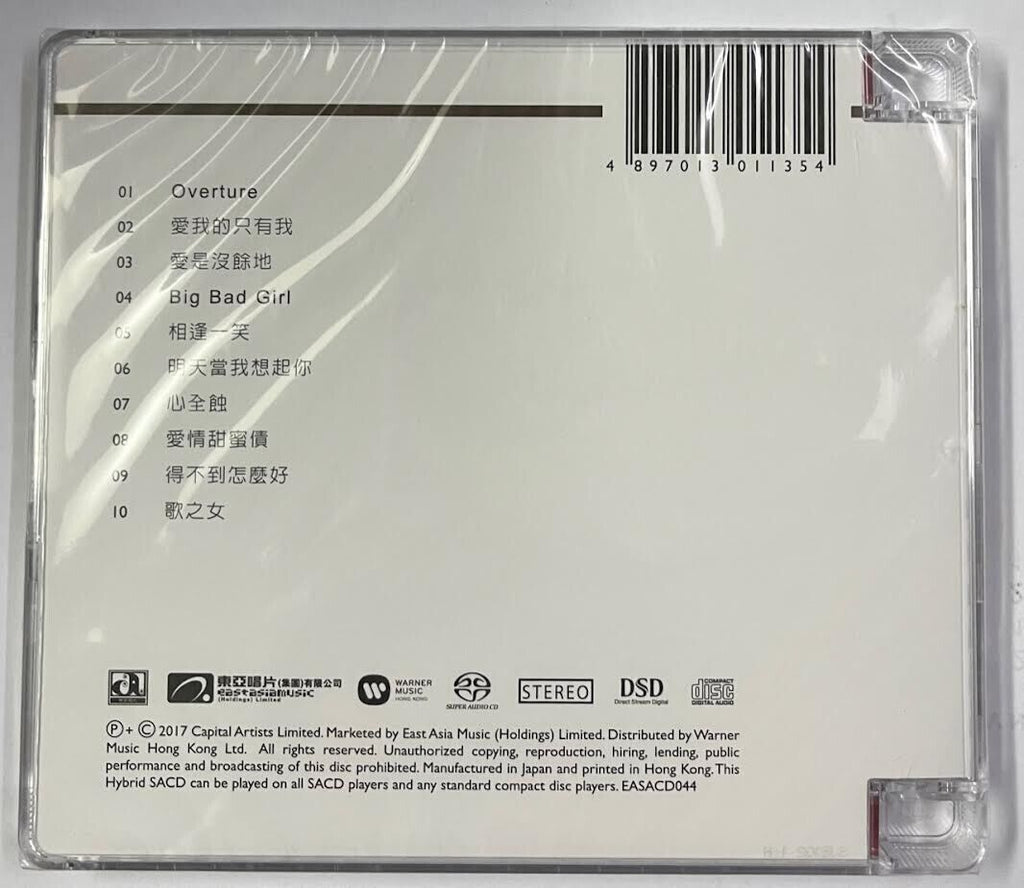 4 897013 011354
01 Overture
02 愛我的只有我
03 愛是沒餘地
04 Big Bad Girl
05 相逢一笑
06 明天當我想起你
07 心全蝕
08 愛情甜蜜債
09 得不到怎麼好
10 歌之女
東亞唱片(集團)有限公司
eastasiamusic
(Holdings) Limited
WARNER
MUSIC
HONG KONG
SUPER AUDIO CD
STEREO
DSD
Direct Stream Digital
COMPACT
disc
DIGITAL AUDIO
Ⓟ+ © 2017 Capital Artists Limited. Marketed by East Asia Music (Holdings) Limited. Distributed by Warner
Music Hong Kong Ltd. All rights reserved. Unauthorized copying, reproduction, hiring, lending, public
performance and broadcasting of this disc prohibited. Manufactured in Japan and printed in Hong Kong. This
Hybrid SACD can be played on all SACD players and any standard compact disc players. EASACD044